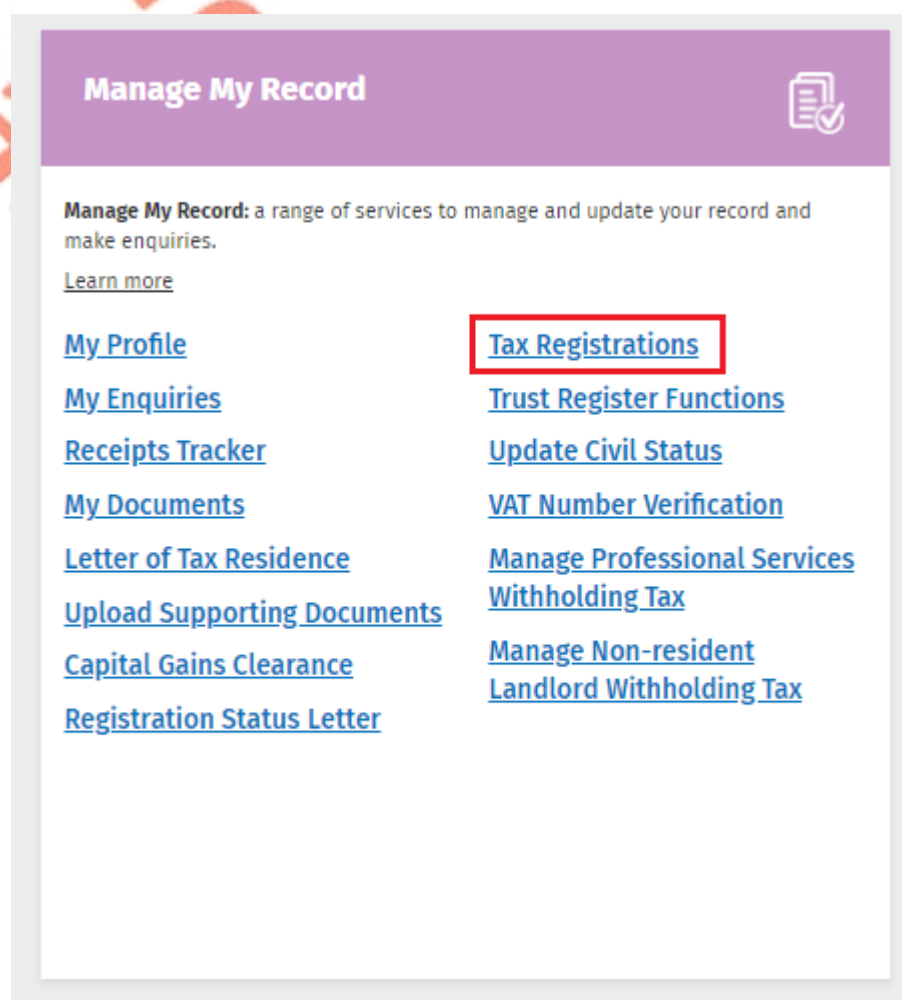 Manage My Record
Manage My Record: a range of services to manage and update your record and
make enquiries.
Learn more
My Profile
My Enquiries
Receipts Tracker
My Documents
Letter of Tax Residence
Upload Supporting Documents
Capital Gains Clearance
Registration Status Letter
Tax Registrations
Trust Register Functions
Update Civil Status
VAT Number Verification
Manage Professional Services
Withholding Tax
Manage Non-resident
Landlord Withholding Tax